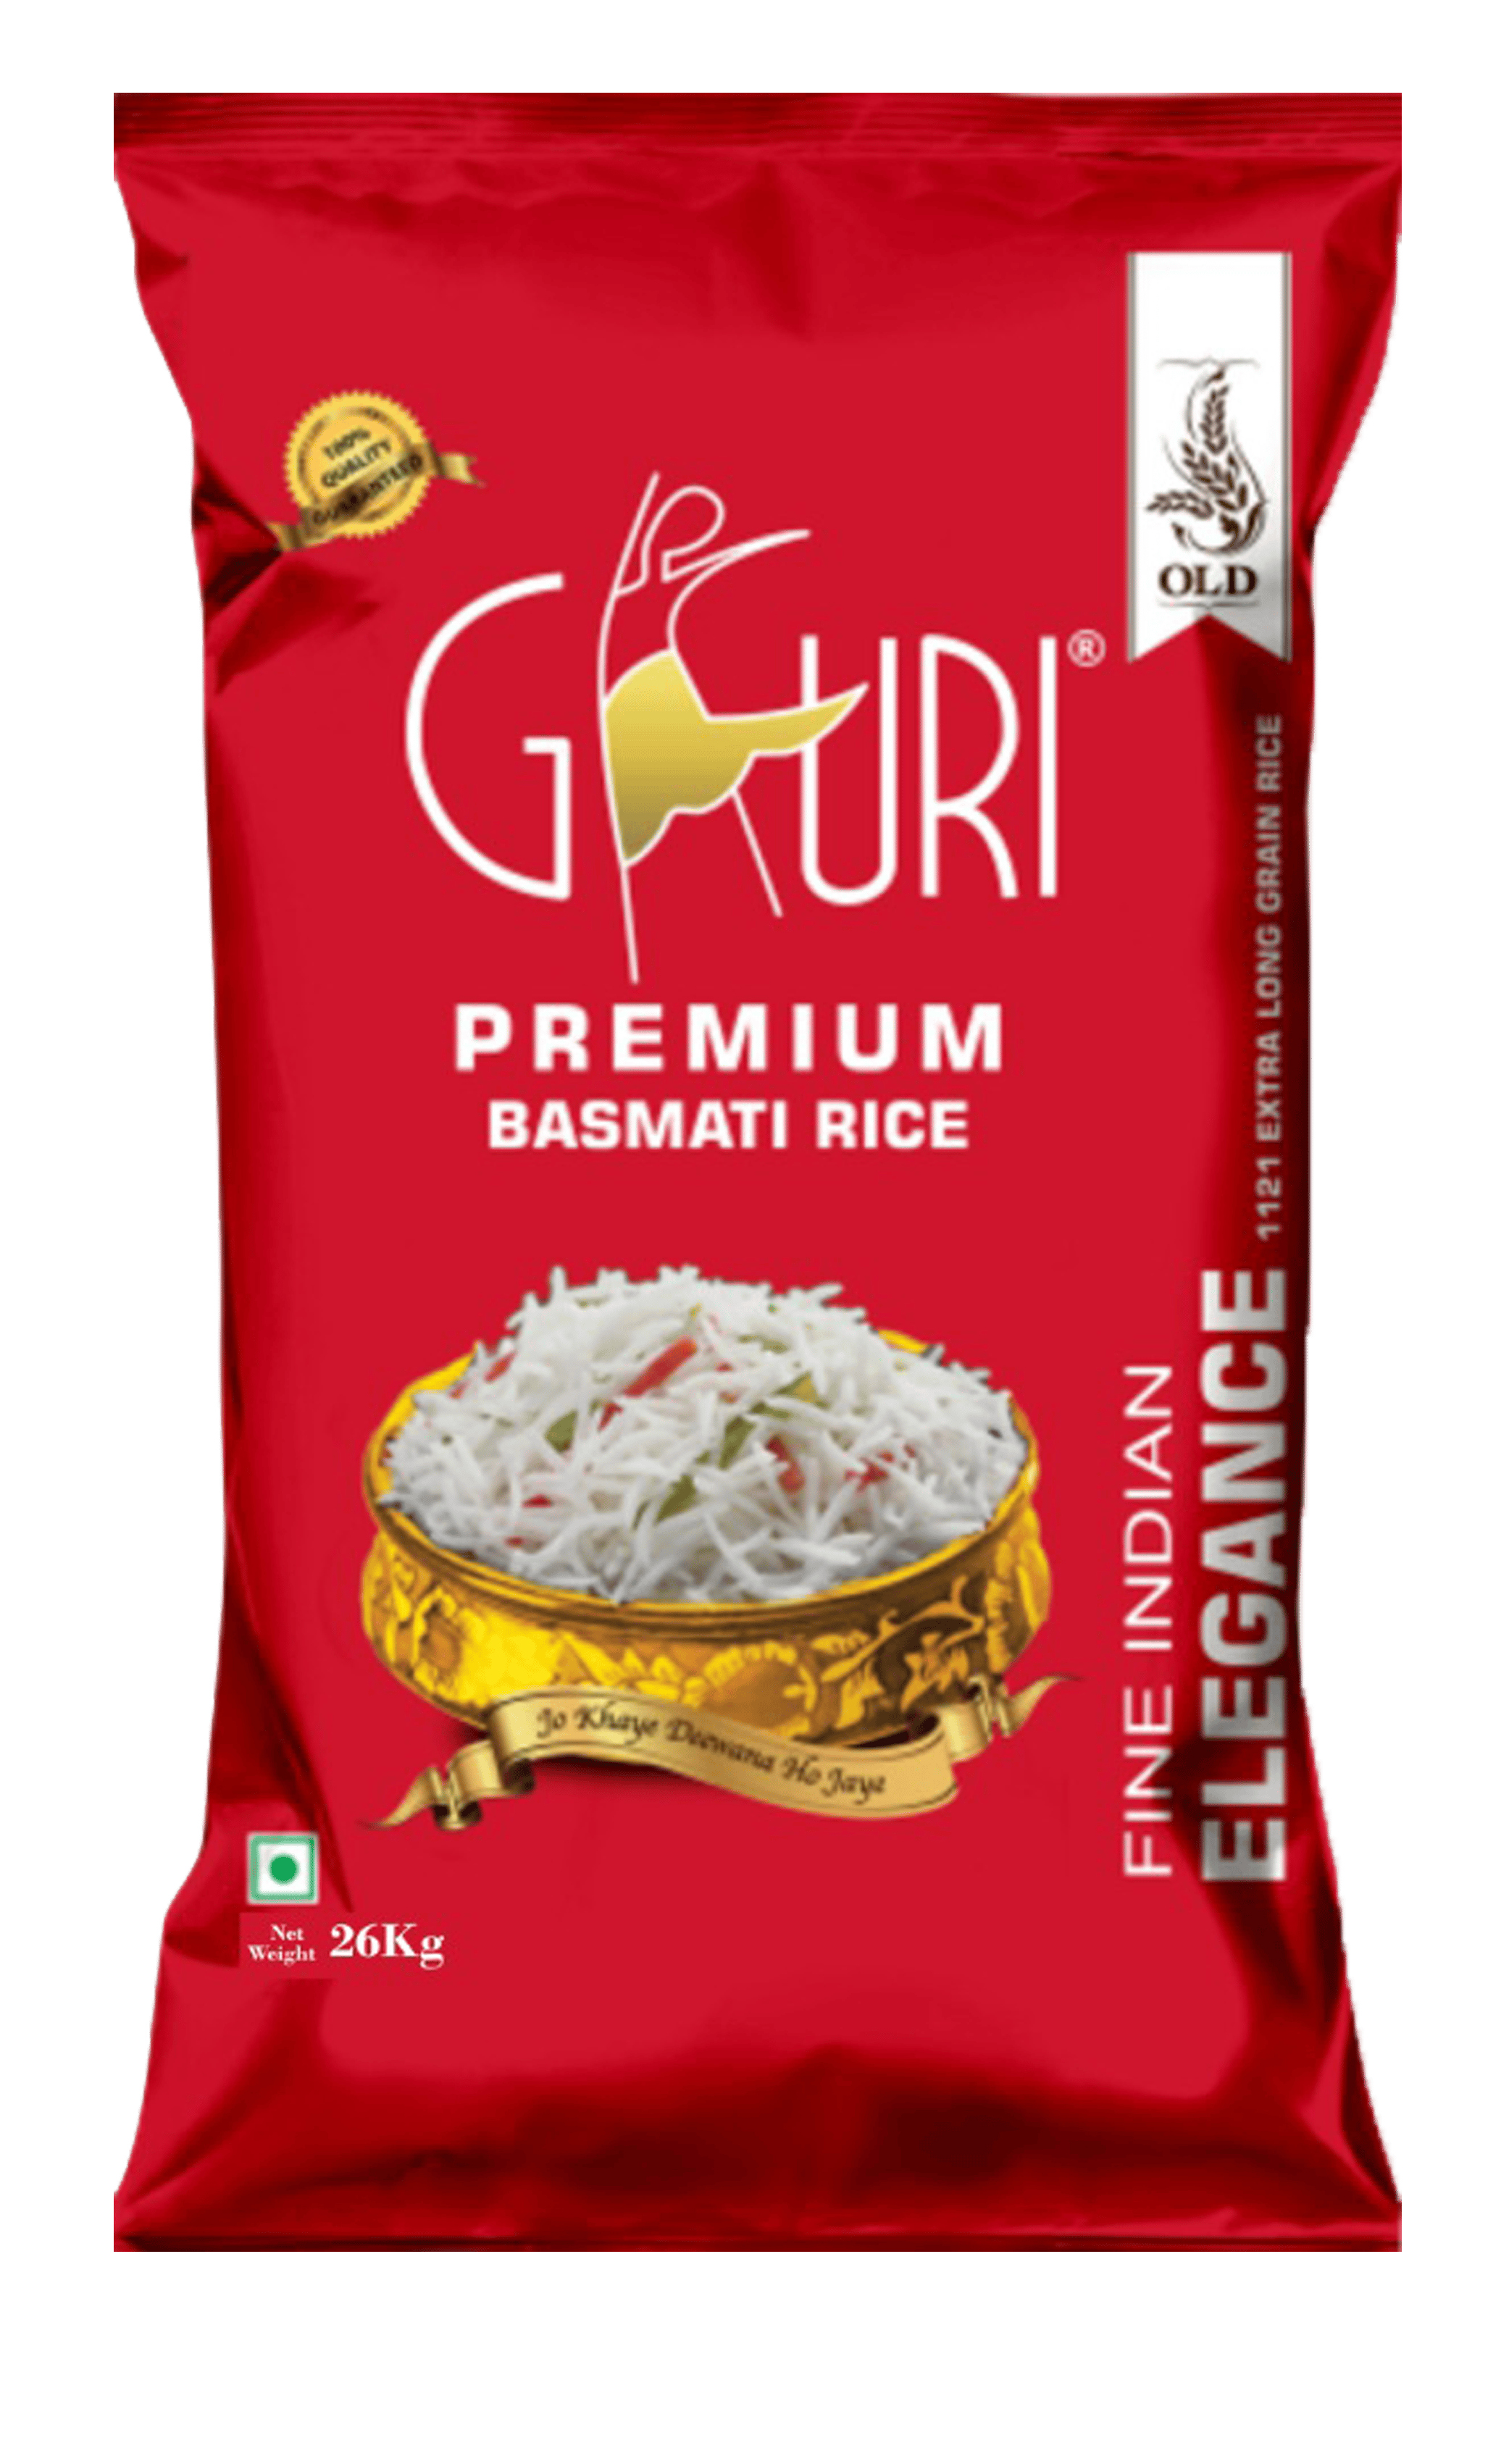 100%
QUALITY
GUARANTEED
OLD
GAURI®
PREMIUM
BASMATI RICE
1121 EXTRA LONG GRAIN RICE
FINE INDIAN
ELEGANCE
Jo Khaye Deewana Ho Jaye
Net
Weight 26Kg